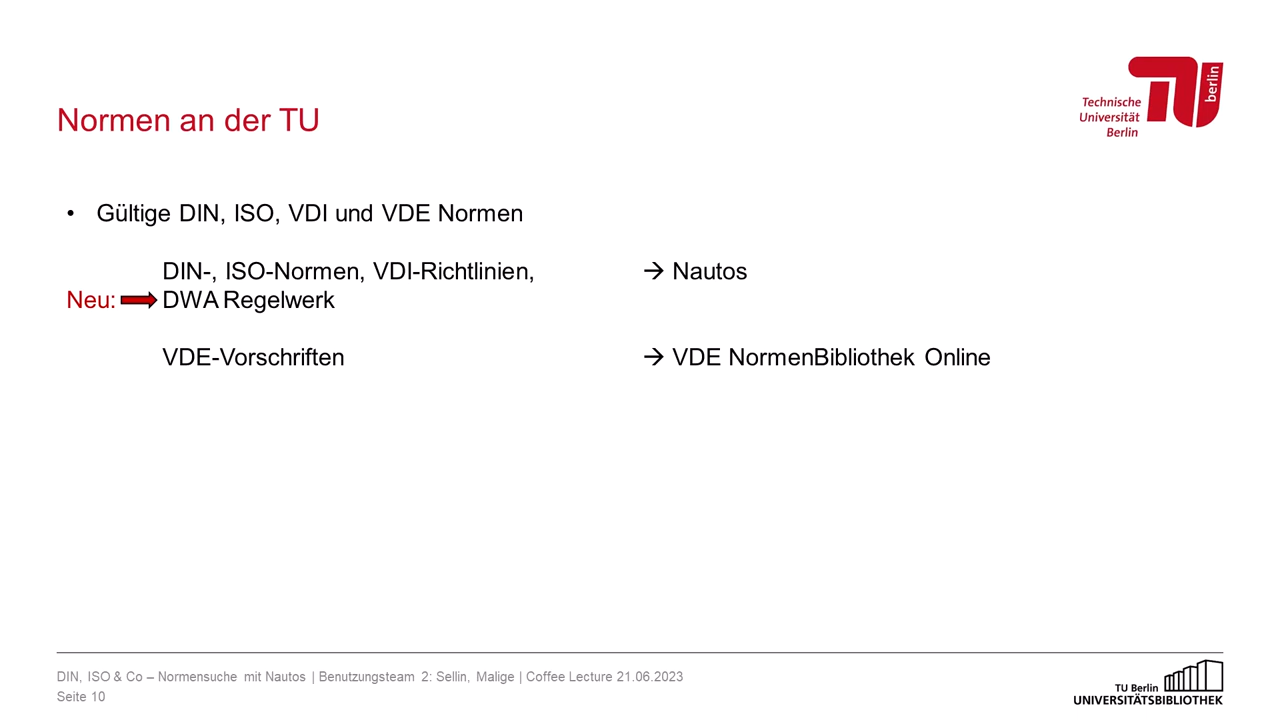 Technische
Universität
Berlin
berlin
Normen an der TU
• Gültige DIN, ISO, VDI und VDE Normen
DIN-, ISO-Normen, VDI-Richtlinien, → Nautos
Neu: DWA Regelwerk
VDE-Vorschriften → VDE NormenBibliothek Online
DIN, ISO & Co – Normensuche mit Nautos | Benutzungsteam 2: Sellin, Malige | Coffee Lecture 21.06.2023
Seite 10
TU Berlin
UNIVERSITÄTSBIBLIOTHEK